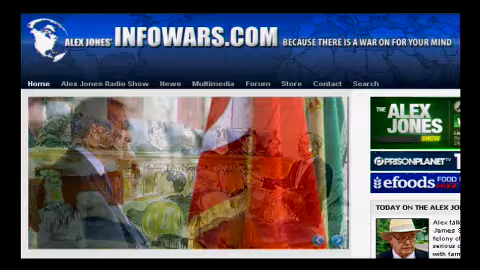 ALEX JONES' INFOWARS.COM BECAUSE THERE IS A WAR ON FOR YOUR MIND
Home Alex Jones Radio Show News Multimedia Forum Store Contact Search
THE
ALEX
JONES
SHOW
PRISONPLANET TV
efoods FOOD
TODAY ON THE ALEX JO
Alex talk
James S
felony c
serious c
with farm